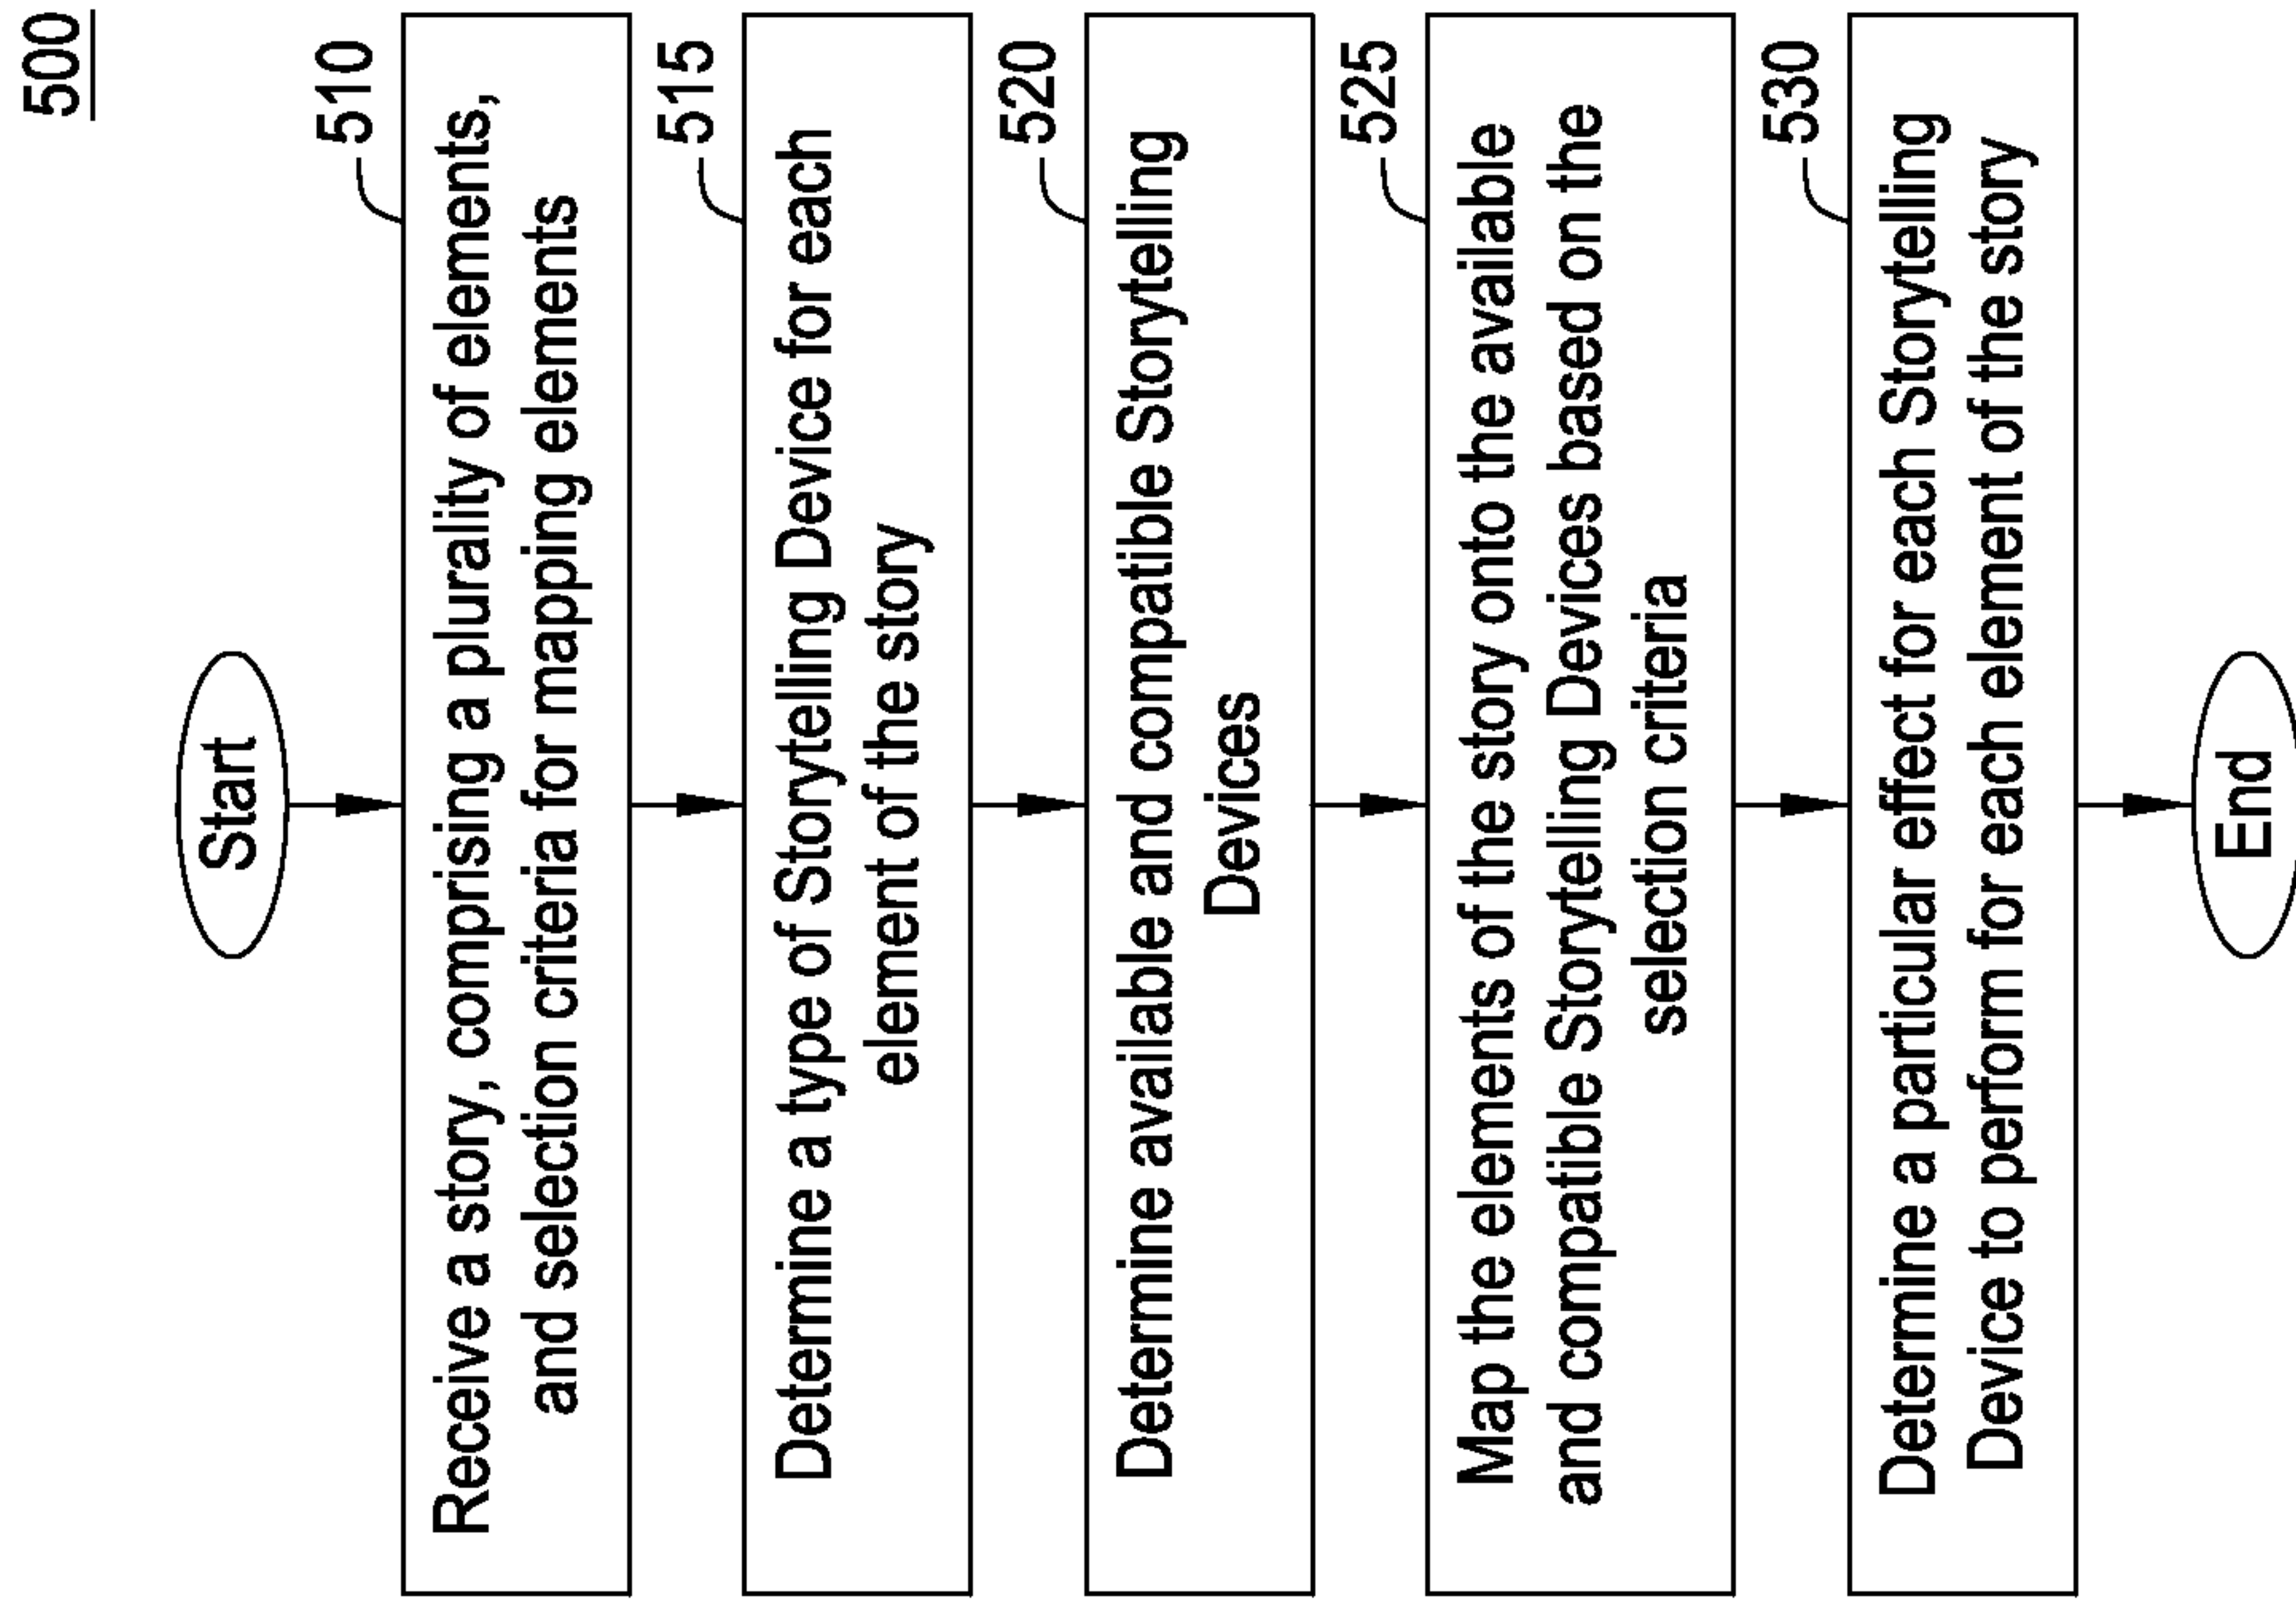 500
Start
510
Receive a story, comprising a plurality of elements,
and selection criteria for mapping elements
515
Determine a type of Storytelling Device for each
element of the story
520
Determine available and compatible Storytelling
Devices
525
Map the elements of the story onto the available
and compatible Storytelling Devices based on the
selection criteria
530
Determine a particular effect for each Storytelling
Device to perform for each element of the story
End